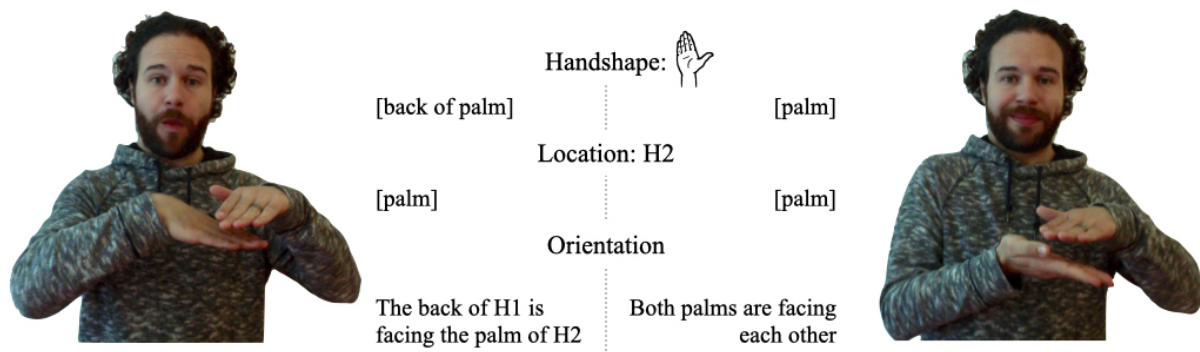 Handshape:
[back of palm] [palm]
Location: H2
[palm] [palm]
Orientation
The back of H1 is
facing the palm of H2
Both palms are facing
each other